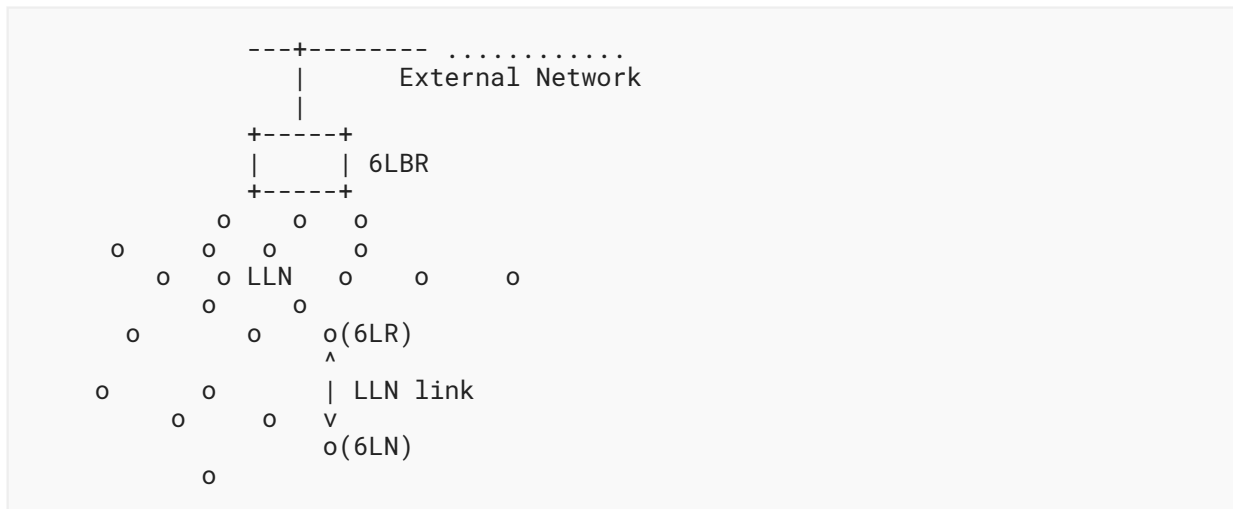 ---+-------- ............
|      External Network
|
+-----+
|     | 6LBR
+-----+
o    o   o
o     o   o     o
o   o LLN   o    o     o
o     o
o       o    o(6LR)
^
o      o       | LLN link
o     o   v
o(6LN)
o